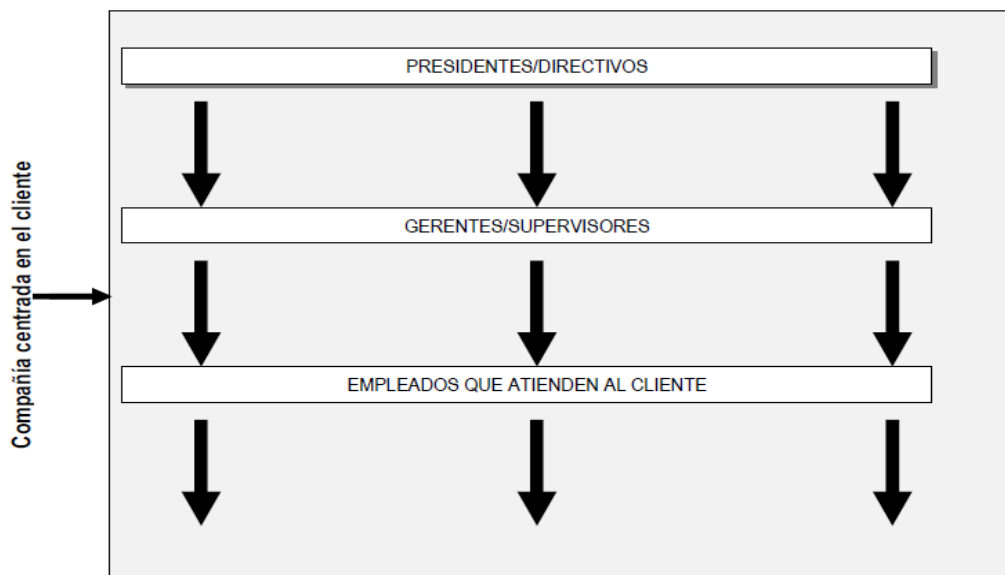 PRESIDENTES/DIRECTIVOS
GERENTES/SUPERVISORES
Compañía centrada en el cliente
EMPLEADOS QUE ATIENDEN AL CLIENTE